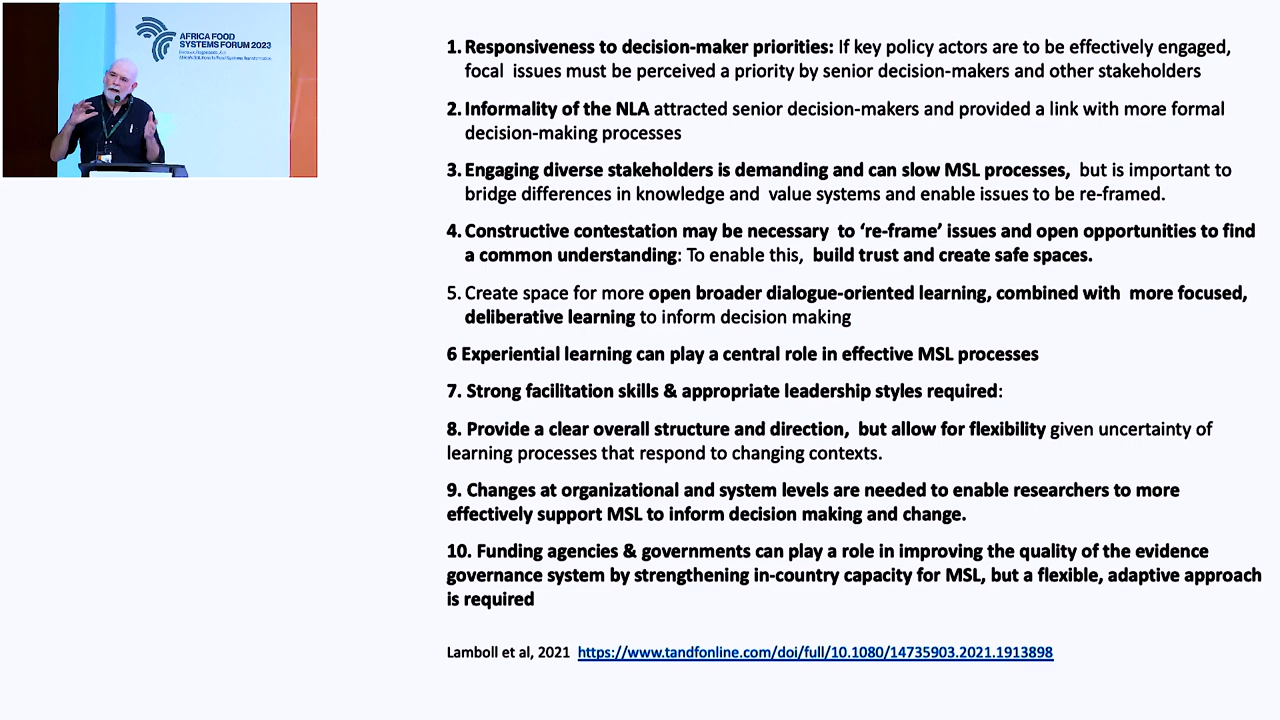 AFRICA FOOD
SYSTEMS FORUM 2023
1. Responsiveness to decision-maker priorities: If key policy actors are to be effectively engaged,
focal issues must be perceived a priority by senior decision-makers and other stakeholders
2. Informality of the NLA attracted senior decision-makers and provided a link with more formal
decision-making processes
3. Engaging diverse stakeholders is demanding and can slow MSL processes, but is important to
bridge differences in knowledge and value systems and enable issues to be re-framed.
4. Constructive contestation may be necessary to ‘re-frame’ issues and open opportunities to find
a common understanding: To enable this, build trust and create safe spaces.
5. Create space for more open broader dialogue-oriented learning, combined with more focused,
deliberative learning to inform decision making
6 Experiential learning can play a central role in effective MSL processes
7. Strong facilitation skills & appropriate leadership styles required:
8. Provide a clear overall structure and direction, but allow for flexibility given uncertainty of
learning processes that respond to changing contexts.
9. Changes at organizational and system levels are needed to enable researchers to more
effectively support MSL to inform decision making and change.
10. Funding agencies & governments can play a role in improving the quality of the evidence
governance system by strengthening in-country capacity for MSL, but a flexible, adaptive approach
is required
Lamboll et al, 2021 https://www.tandfonline.com/doi/full/10.1080/14735903.2021.1913898